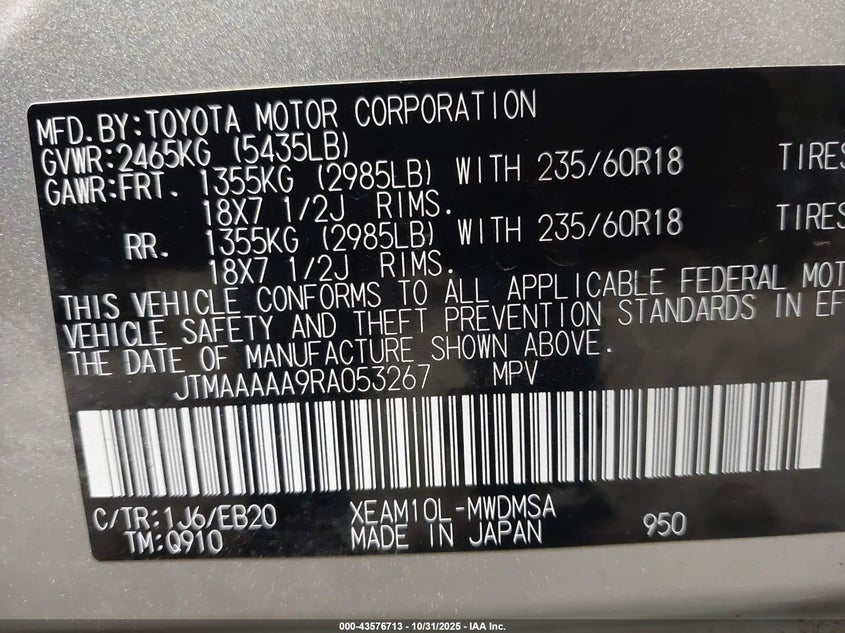 MFD.BY:TOYOTA MOTOR CORPORATION
GVWR:2465KG (5435LB)
GAWR:FRT. 1355KG (2985LB) WITH 235/60R18 TIRES
18X7 1/2J RIMS.
RR. 1355KG (2985LB) WITH 235/60R18 TIRES
18X7 1/2J RIMS.
THIS VEHICLE CONFORMS TO ALL APPLICABLE FEDERAL MOT
VEHICLE SAFETY AND THEFT PREVENTION STANDARDS IN EF
THE DATE OF MANUFACTURE SHOWN ABOVE.
JTMAAAAA9RA053267 MPV
C/TR:1J6/EB20 XEAM10L-MWDMSA
TM:Q910 MADE IN JAPAN 950
000-43576713 - 10/31/2025 - IAA Inc.